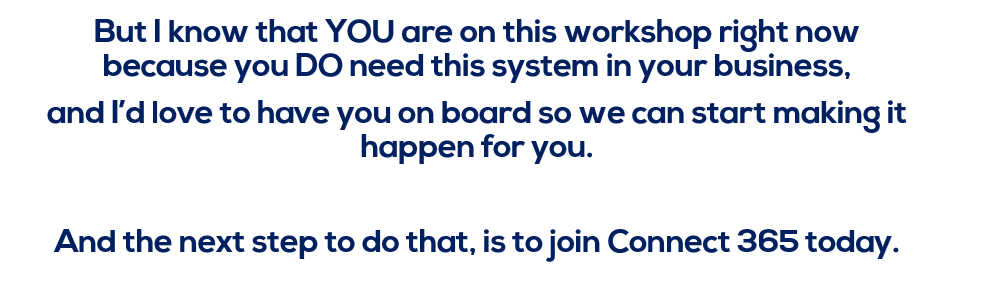 But I know that YOU are on this workshop right now
because you DO need this system in your business,
and I'd love to have you on board so we can start making it
happen for you.
And the next step to do that, is to join Connect 365 today.